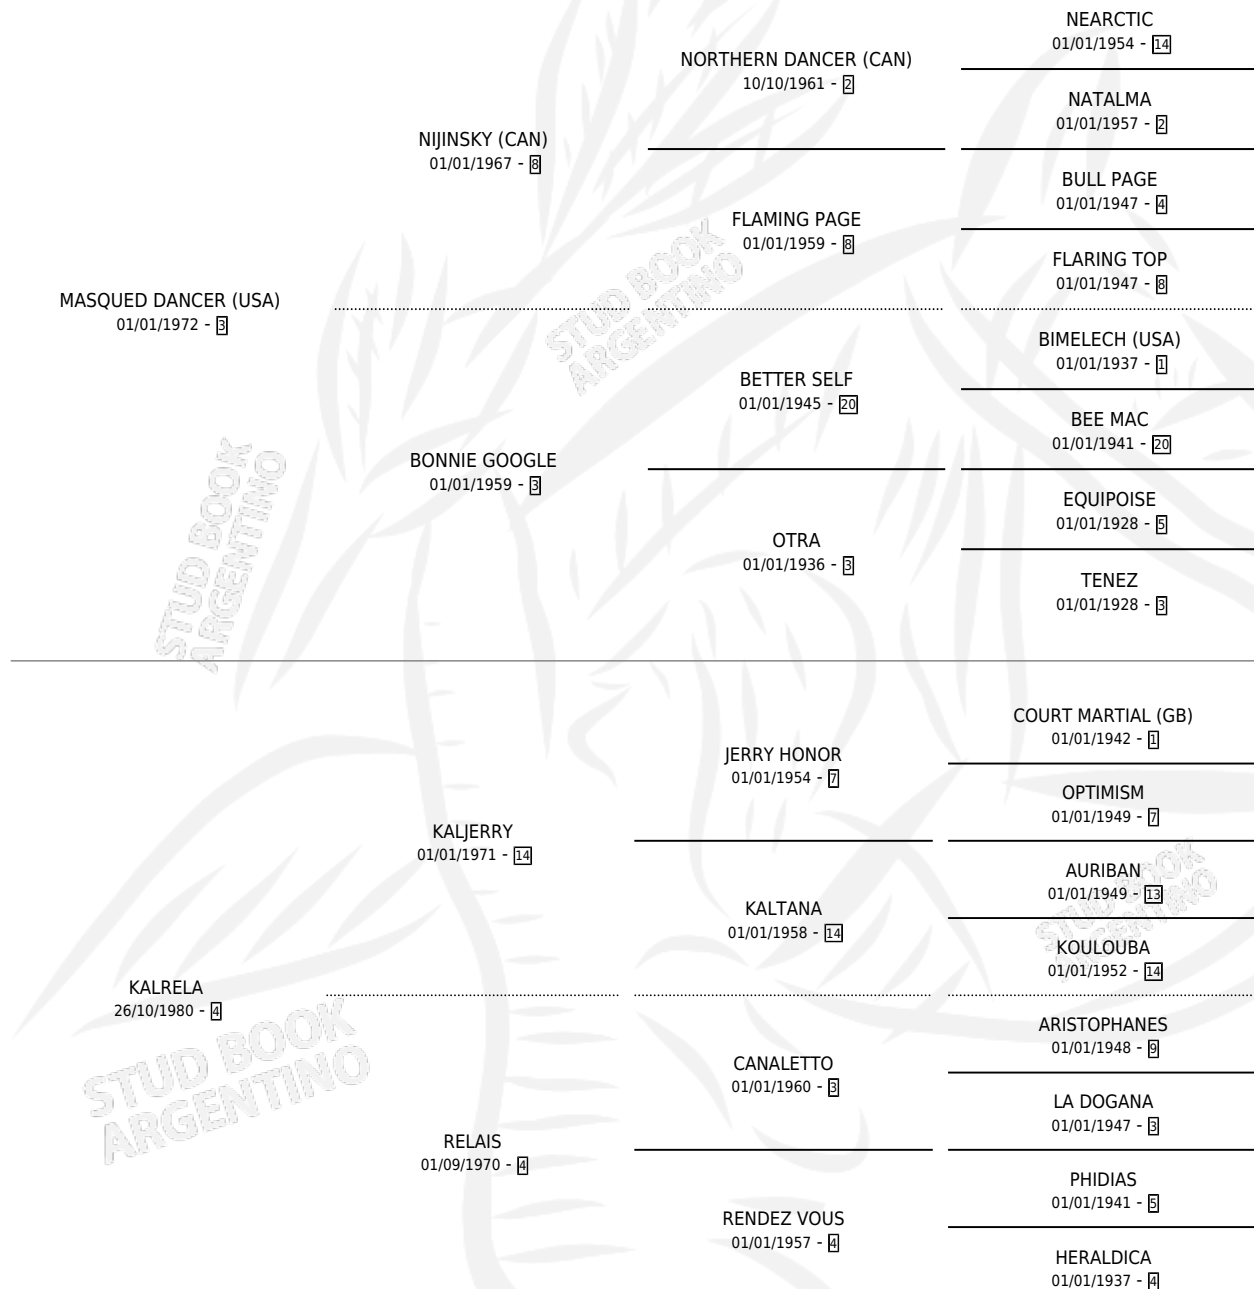 NEARCTIC
01/01/1954 - 14
NORTHERN DANCER (CAN)
10/10/1961 - 2
NATALMA
01/01/1957 - 2
NIJINSKY (CAN)
01/01/1967 - 8
BULL PAGE
01/01/1947 - 4
FLAMING PAGE
01/01/1959 - 8
FLARING TOP
01/01/1947 - 8
MASQUED DANCER (USA)
01/01/1972 - 3
BIMELECH (USA)
01/01/1937 - 1
BETTER SELF
01/01/1945 - 20
BEE MAC
01/01/1941 - 20
BONNIE GOOGLE
01/01/1959 - 3
EQUIPOISE
01/01/1928 - 5
OTRA
01/01/1936 - 3
TENEZ
01/01/1928 - 3
COURT MARTIAL (GB)
01/01/1942 - 1
JERRY HONOR
01/01/1954 - 7
OPTIMISM
01/01/1949 - 7
KALJERRY
01/01/1971 - 14
AURIBAN
01/01/1949 - 13
KALTANA
01/01/1958 - 14
KOULOUBA
01/01/1952 - 14
KALRELA
26/10/1980 - 4
ARISTOPHANES
01/01/1948 - 9
CANALETTO
01/01/1960 - 3
LA DOGANA
01/01/1947 - 3
RELAIS
01/09/1970 - 4
PHIDIAS
01/01/1941 - 5
RENDEZ VOUS
01/01/1957 - 4
HERALDICA
01/01/1937 - 4
STUD BOOK
ARGENTINO
STUD BOOK
ARGENTINO
STUD BOOK
ARGENTINO
STUD BOOK
ARGENTINO